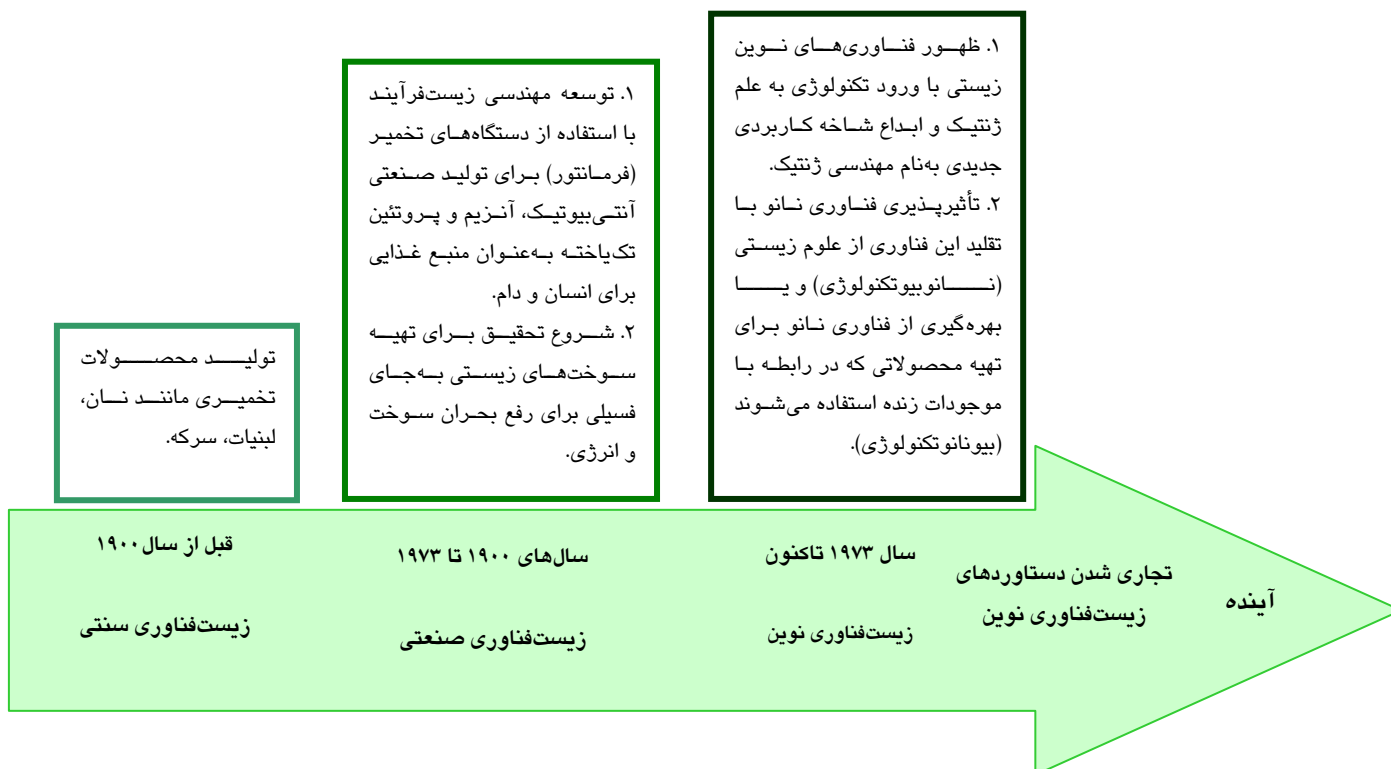 ۱. ظهور فناوری‌های نوین
زیستی با ورود تکنولوژی به علم
ژنتیک و ابداع شاخه کاربردی
جدیدی به‌نام مهندسی ژنتیک.
۲. تأثیرپذیری فناوری نانو با
تقلید این فناوری از علوم زیستی
(نانوبیوتکنولوژی) و یا
بهره‌گیری از فناوری نانو برای
تهیه محصولاتی که در رابطه با
موجودات زنده استفاده می‌شوند
(بیونانوتکنولوژی).
۱. توسعه مهندسی زیست‌فرآیند
با استفاده از دستگاه‌های تخمیر
(فرمانتور) برای تولید صنعتی
آنتی‌بیوتیک، آنزیم و پروتئین
تک‌یاخته به‌عنوان منبع غذایی
برای انسان و دام.
۲. شروع تحقیق برای تهیه
سوخت‌های زیستی به‌جای
فسیلی برای رفع بحران سوخت
و انرژی.
تولید محصولات
تخمیری مانند نان،
لبنیات، سرکه.
قبل از سال ۱۹۰۰
زیست‌فناوری سنتی
سال‌های ۱۹۰۰ تا ۱۹۷۳
زیست‌فناوری صنعتی
سال ۱۹۷۳ تاکنون
زیست‌فناوری نوین
تجاری شدن دستاوردهای
زیست‌فناوری نوین
آینده